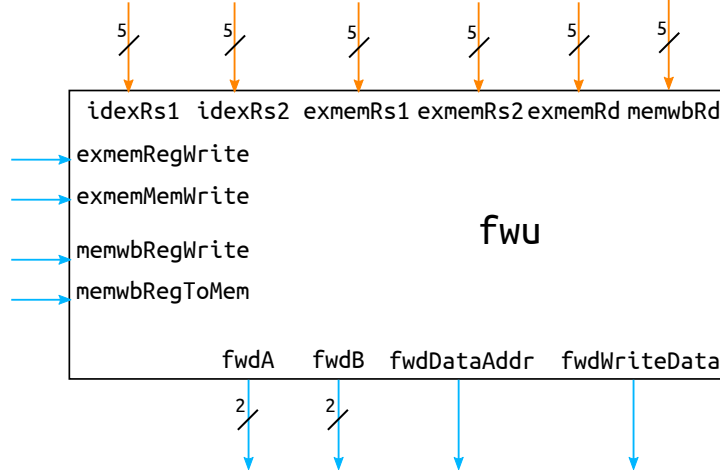 5 5 5 5 5 5
idexRs1 idexRs2 exmemRs1 exmemRs2 exmemRd memwbRd
exmemRegWrite
exmemMemWrite
fwu
memwbRegWrite
memwbRegToMem
fwdA fwdB fwdDataAddr fwdWriteData
2 2